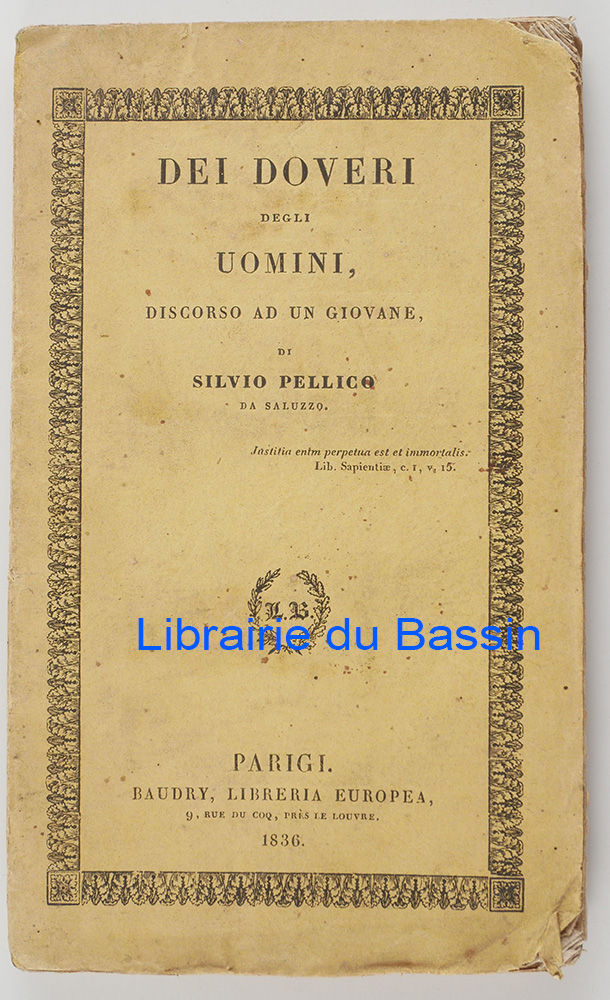 DEI DOVERI
DEGLI
UOMINI,
DISCORSO AD UN GIOVANE,
DI
SILVIO PELLICO
DA SALUZZO.
Justitia enim perpetua est et immortalis.
Lib. Sapientiæ, c. 1, v. 15.
L. B.
Librairie du Bassin
PARIGI.
BAUDRY, LIBRERIA EUROPEA,
9, RUE DU COQ, PRÈS LE LOUVRE.
1836.